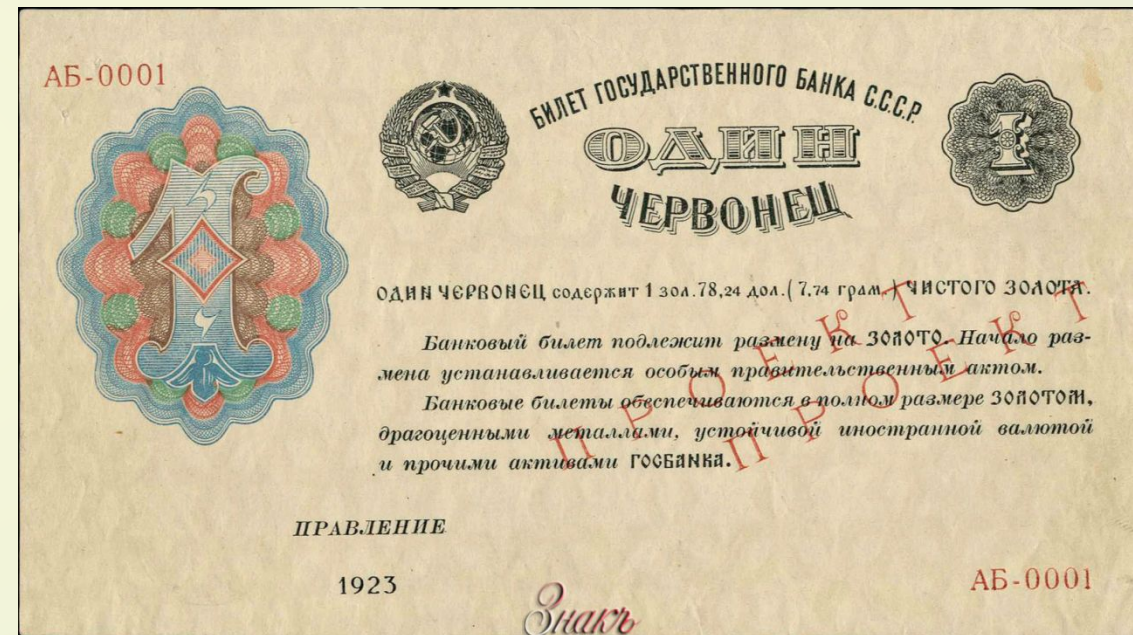 АБ-0001
БИЛЕТ ГОСУДАРСТВЕННОГО БАНКА С.С.С.Р.
ОДИН
ЧЕРВОНЕЦ
1
1
ОДИН ЧЕРВОНЕЦ содержит 1 зол. 78,24 дол. ( 7,74 грам. ) ЧИСТОГО ЗОЛОТА.
Банковый билет подлежит размену на ЗОЛОТО. Начало раз-
мена устанавливается особым правительственным актом.
Банковые билеты обеспечиваются в полном размере ЗОЛОТОМ,
драгоценными металлами, устойчивой иностранной валютой
и прочими активами ГОСБАНКА.
ПРОЕКТ
ПРОЕКТ
ПРАВЛЕНИЕ
1923
АБ-0001
Знакъ